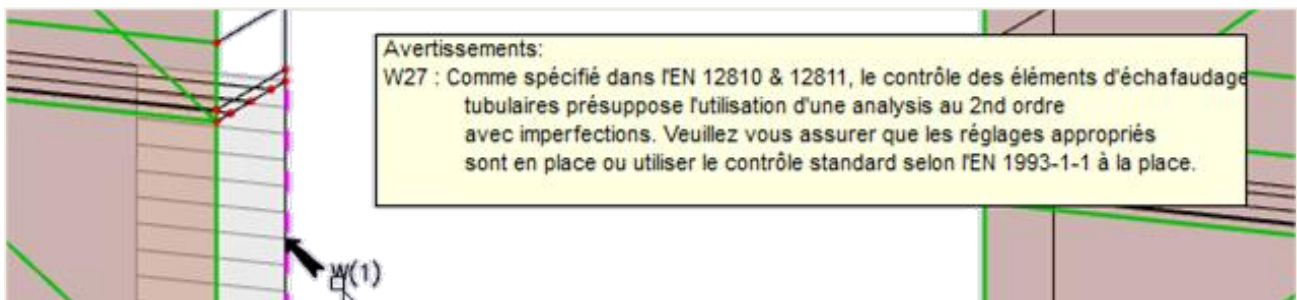 Avertissements:
W27 : Comme spécifié dans l'EN 12810 & 12811, le contrôle des éléments d'échafaudage
tubulaires présuppose l'utilisation d'une analysis au 2nd ordre
avec imperfections. Veuillez vous assurer que les réglages appropriés
sont en place ou utiliser le contrôle standard selon l'EN 1993-1-1 à la place.
W(1)